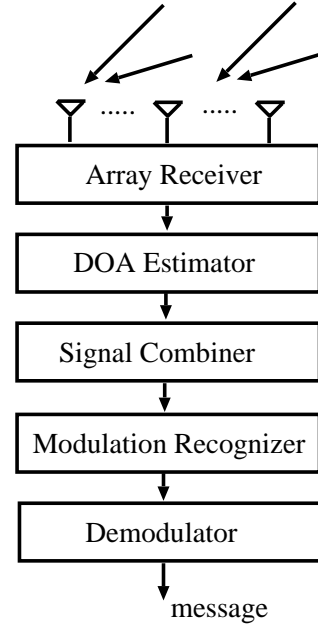 Array Receiver
DOA Estimator
Signal Combiner
Modulation Recognizer
Demodulator
message